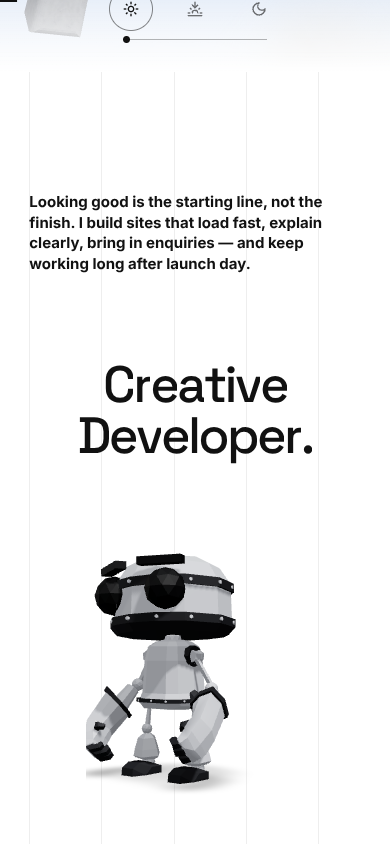 Looking good is the starting line, not the
finish. I build sites that load fast, explain
clearly, bring in enquiries — and keep
working long after launch day.
Creative
Developer.